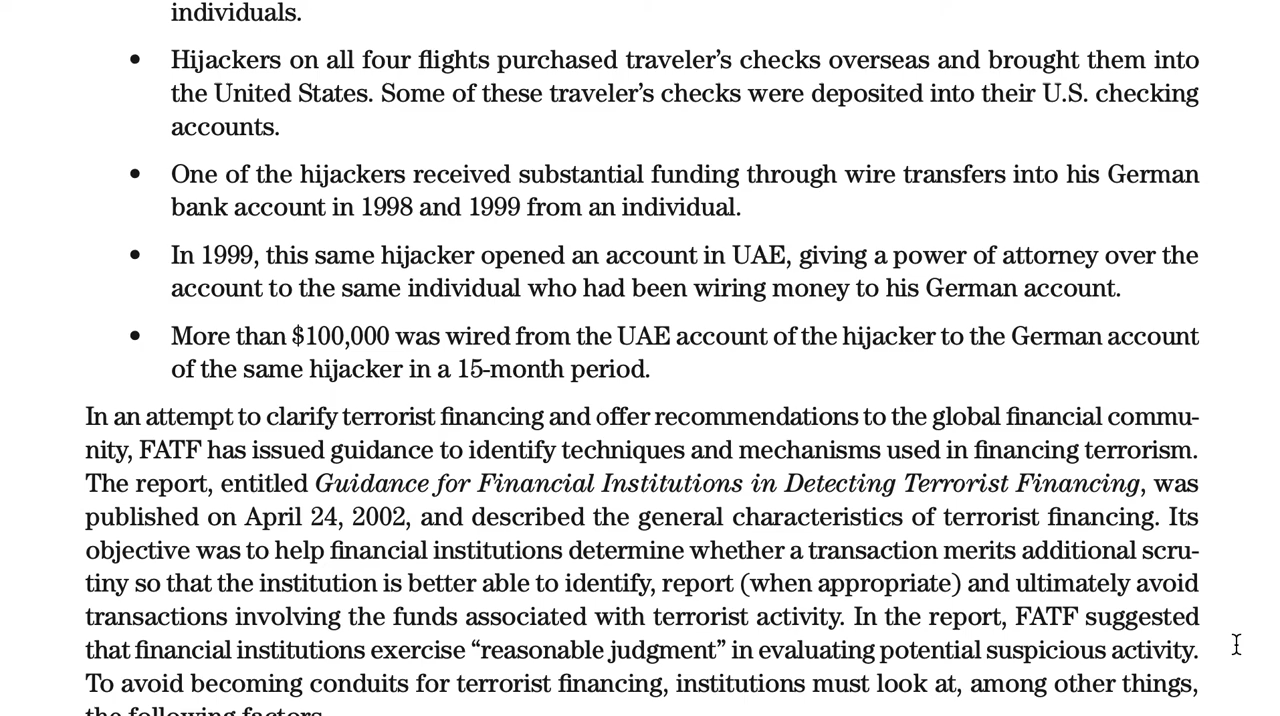 individuals.
• Hijackers on all four flights purchased traveler’s checks overseas and brought them into
the United States. Some of these traveler’s checks were deposited into their U.S. checking
accounts.
• One of the hijackers received substantial funding through wire transfers into his German
bank account in 1998 and 1999 from an individual.
• In 1999, this same hijacker opened an account in UAE, giving a power of attorney over the
account to the same individual who had been wiring money to his German account.
• More than $100,000 was wired from the UAE account of the hijacker to the German account
of the same hijacker in a 15-month period.
In an attempt to clarify terrorist financing and offer recommendations to the global financial commu-
nity, FATF has issued guidance to identify techniques and mechanisms used in financing terrorism.
The report, entitled Guidance for Financial Institutions in Detecting Terrorist Financing, was
published on April 24, 2002, and described the general characteristics of terrorist financing. Its
objective was to help financial institutions determine whether a transaction merits additional scru-
tiny so that the institution is better able to identify, report (when appropriate) and ultimately avoid
transactions involving the funds associated with terrorist activity. In the report, FATF suggested
that financial institutions exercise “reasonable judgment” in evaluating potential suspicious activity.
To avoid becoming conduits for terrorist financing, institutions must look at, among other things,
the following factors